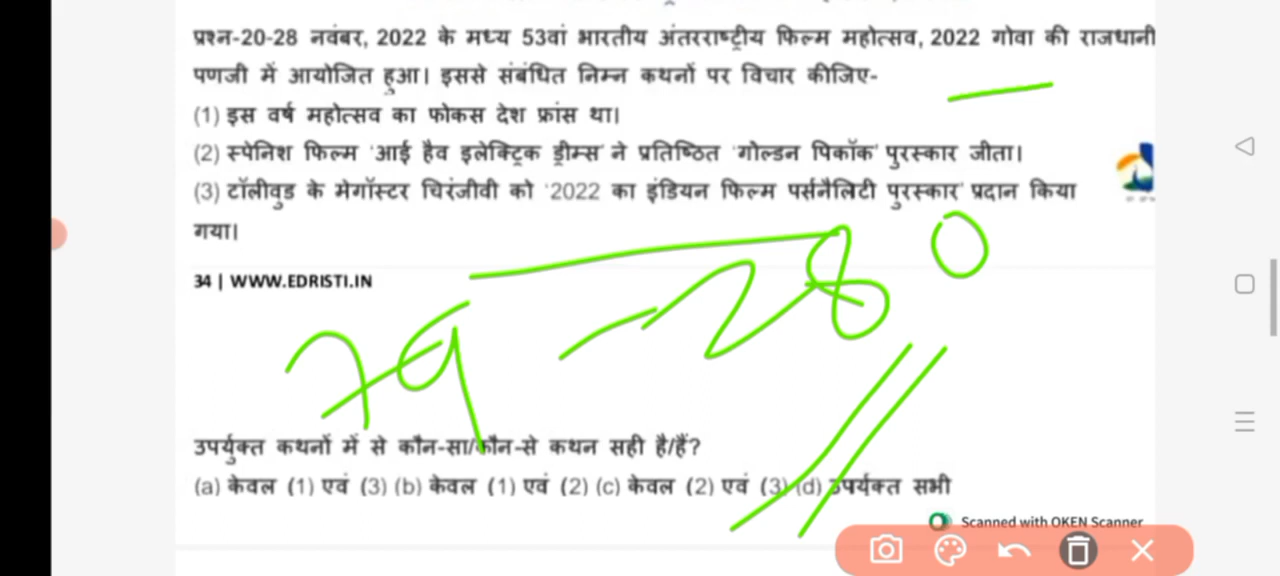 प्रश्न-20-28 नवंबर, 2022 के मध्य 53वां भारतीय अंतरराष्ट्रीय फिल्म महोत्सव, 2022 गोवा की राजधानी
पणजी में आयोजित हुआ। इससे संबंधित निम्न कथनों पर विचार कीजिए-
(1) इस वर्ष महोत्सव का फोकस देश फ्रांस था।
(2) स्पेनिश फिल्म 'आई हैव इलेक्ट्रिक ड्रीम्स' ने प्रतिष्ठित 'गोल्डन पिकॉक' पुरस्कार जीता।
(3) टॉलीवुड के मेगॉस्टर चिरंजीवी को '2022 का इंडियन फिल्म पर्सनैलिटी पुरस्कार' प्रदान किया
गया।
34 | WWW.EDRISTI.IN
28
उपर्युक्त कथनों में से कौन-सा/कौन-से कथन सही है/हैं?
(a) केवल (1) एवं (3) (b) केवल (1) एवं (2) (c) केवल (2) एवं (3) (d) उपर्यक्त सभी
Scanned with OKEN Scanner